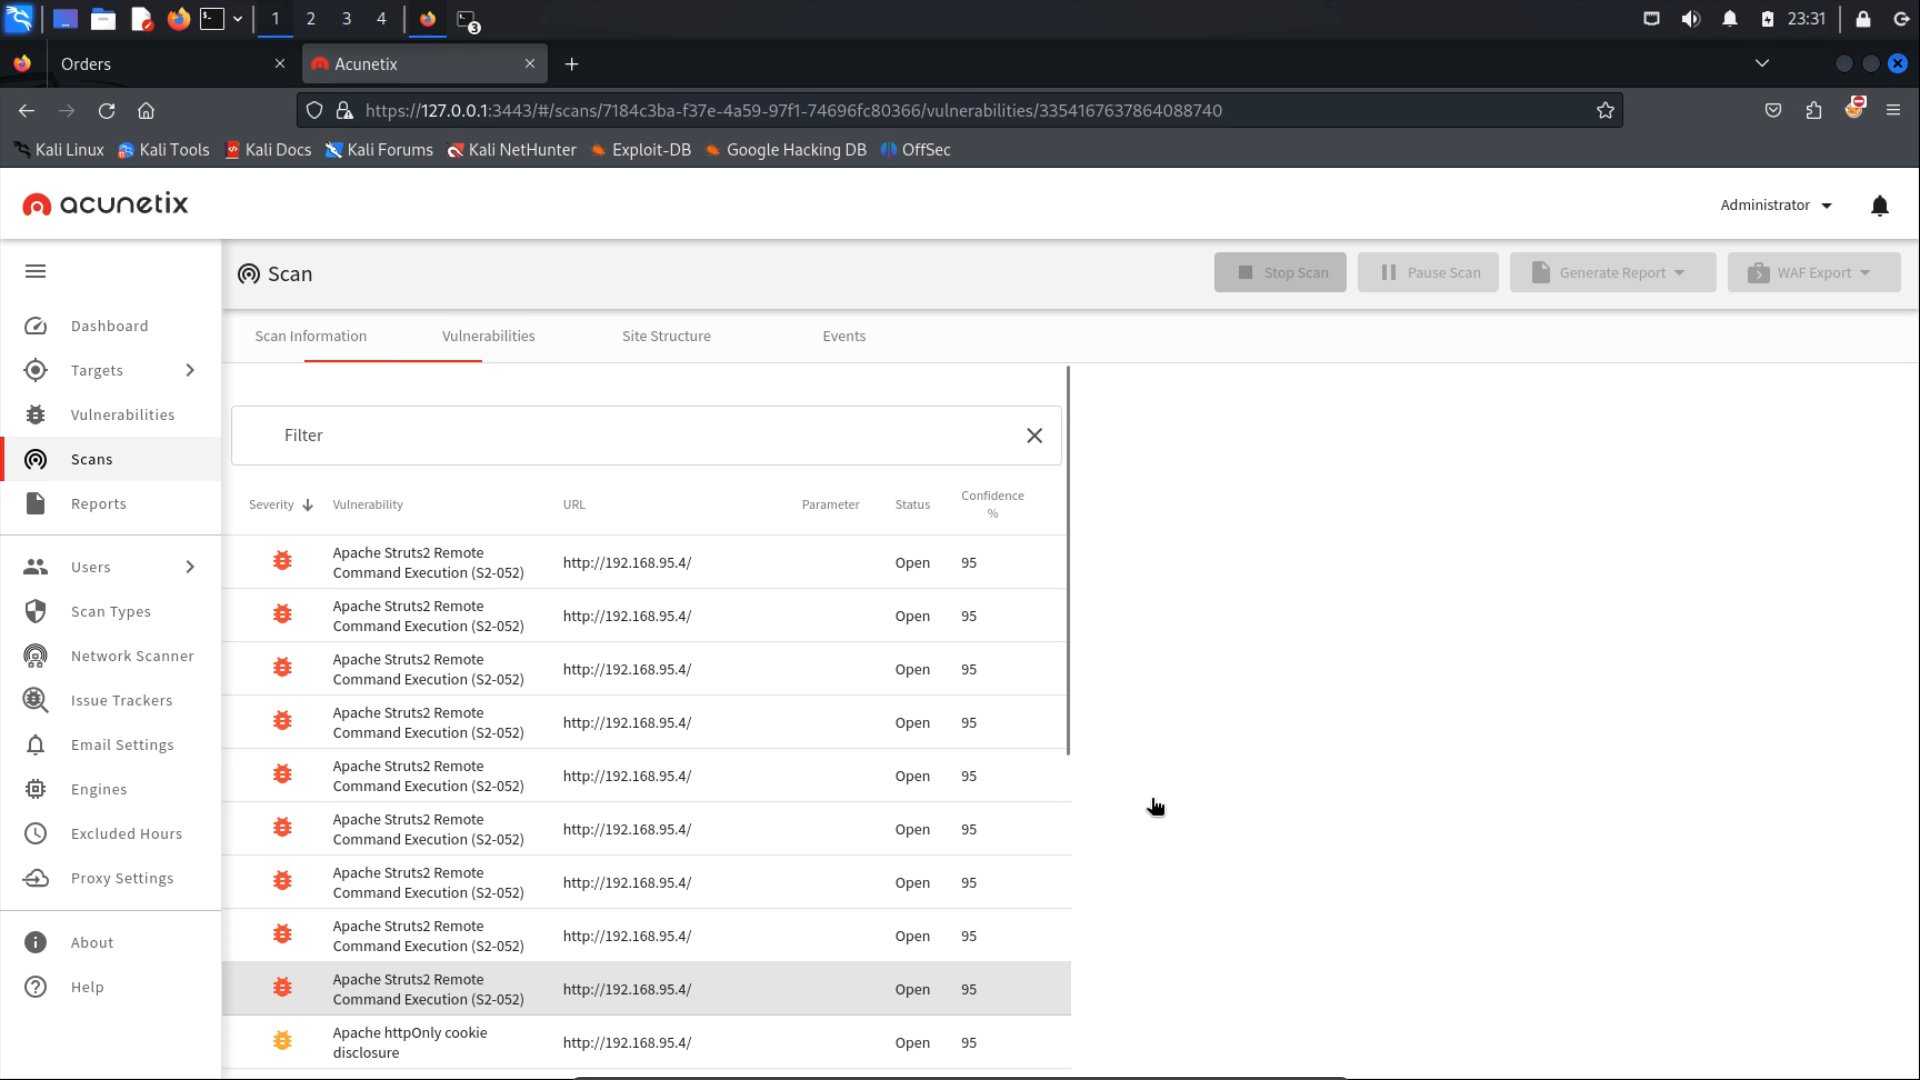 1 2 3 4 3 23:31
Orders Acunetix
https://127.0.0.1:3443/#/scans/7184c3ba-f37e-4a59-97f1-74696fc80366/vulnerabilities/3354167637864088740
Kali Linux Kali Tools Kali Docs Kali Forums Kali NetHunter Exploit-DB Google Hacking DB OffSec
acunetix Administrator
Scan Stop Scan Pause Scan Generate Report WAF Export
Scan Information Vulnerabilities Site Structure Events
Dashboard
Targets
Vulnerabilities
Scans
Reports
Users
Scan Types
Network Scanner
Issue Trackers
Email Settings
Engines
Excluded Hours
Proxy Settings
About
Help
Filter
Severity Vulnerability URL Parameter Status Confidence
%
Apache Struts2 Remote
Command Execution (S2-052) http://192.168.95.4/ Open 95
Apache Struts2 Remote
Command Execution (S2-052) http://192.168.95.4/ Open 95
Apache Struts2 Remote
Command Execution (S2-052) http://192.168.95.4/ Open 95
Apache Struts2 Remote
Command Execution (S2-052) http://192.168.95.4/ Open 95
Apache Struts2 Remote
Command Execution (S2-052) http://192.168.95.4/ Open 95
Apache Struts2 Remote
Command Execution (S2-052) http://192.168.95.4/ Open 95
Apache Struts2 Remote
Command Execution (S2-052) http://192.168.95.4/ Open 95
Apache Struts2 Remote
Command Execution (S2-052) http://192.168.95.4/ Open 95
Apache Struts2 Remote
Command Execution (S2-052) http://192.168.95.4/ Open 95
Apache httpOnly cookie
disclosure http://192.168.95.4/ Open 95